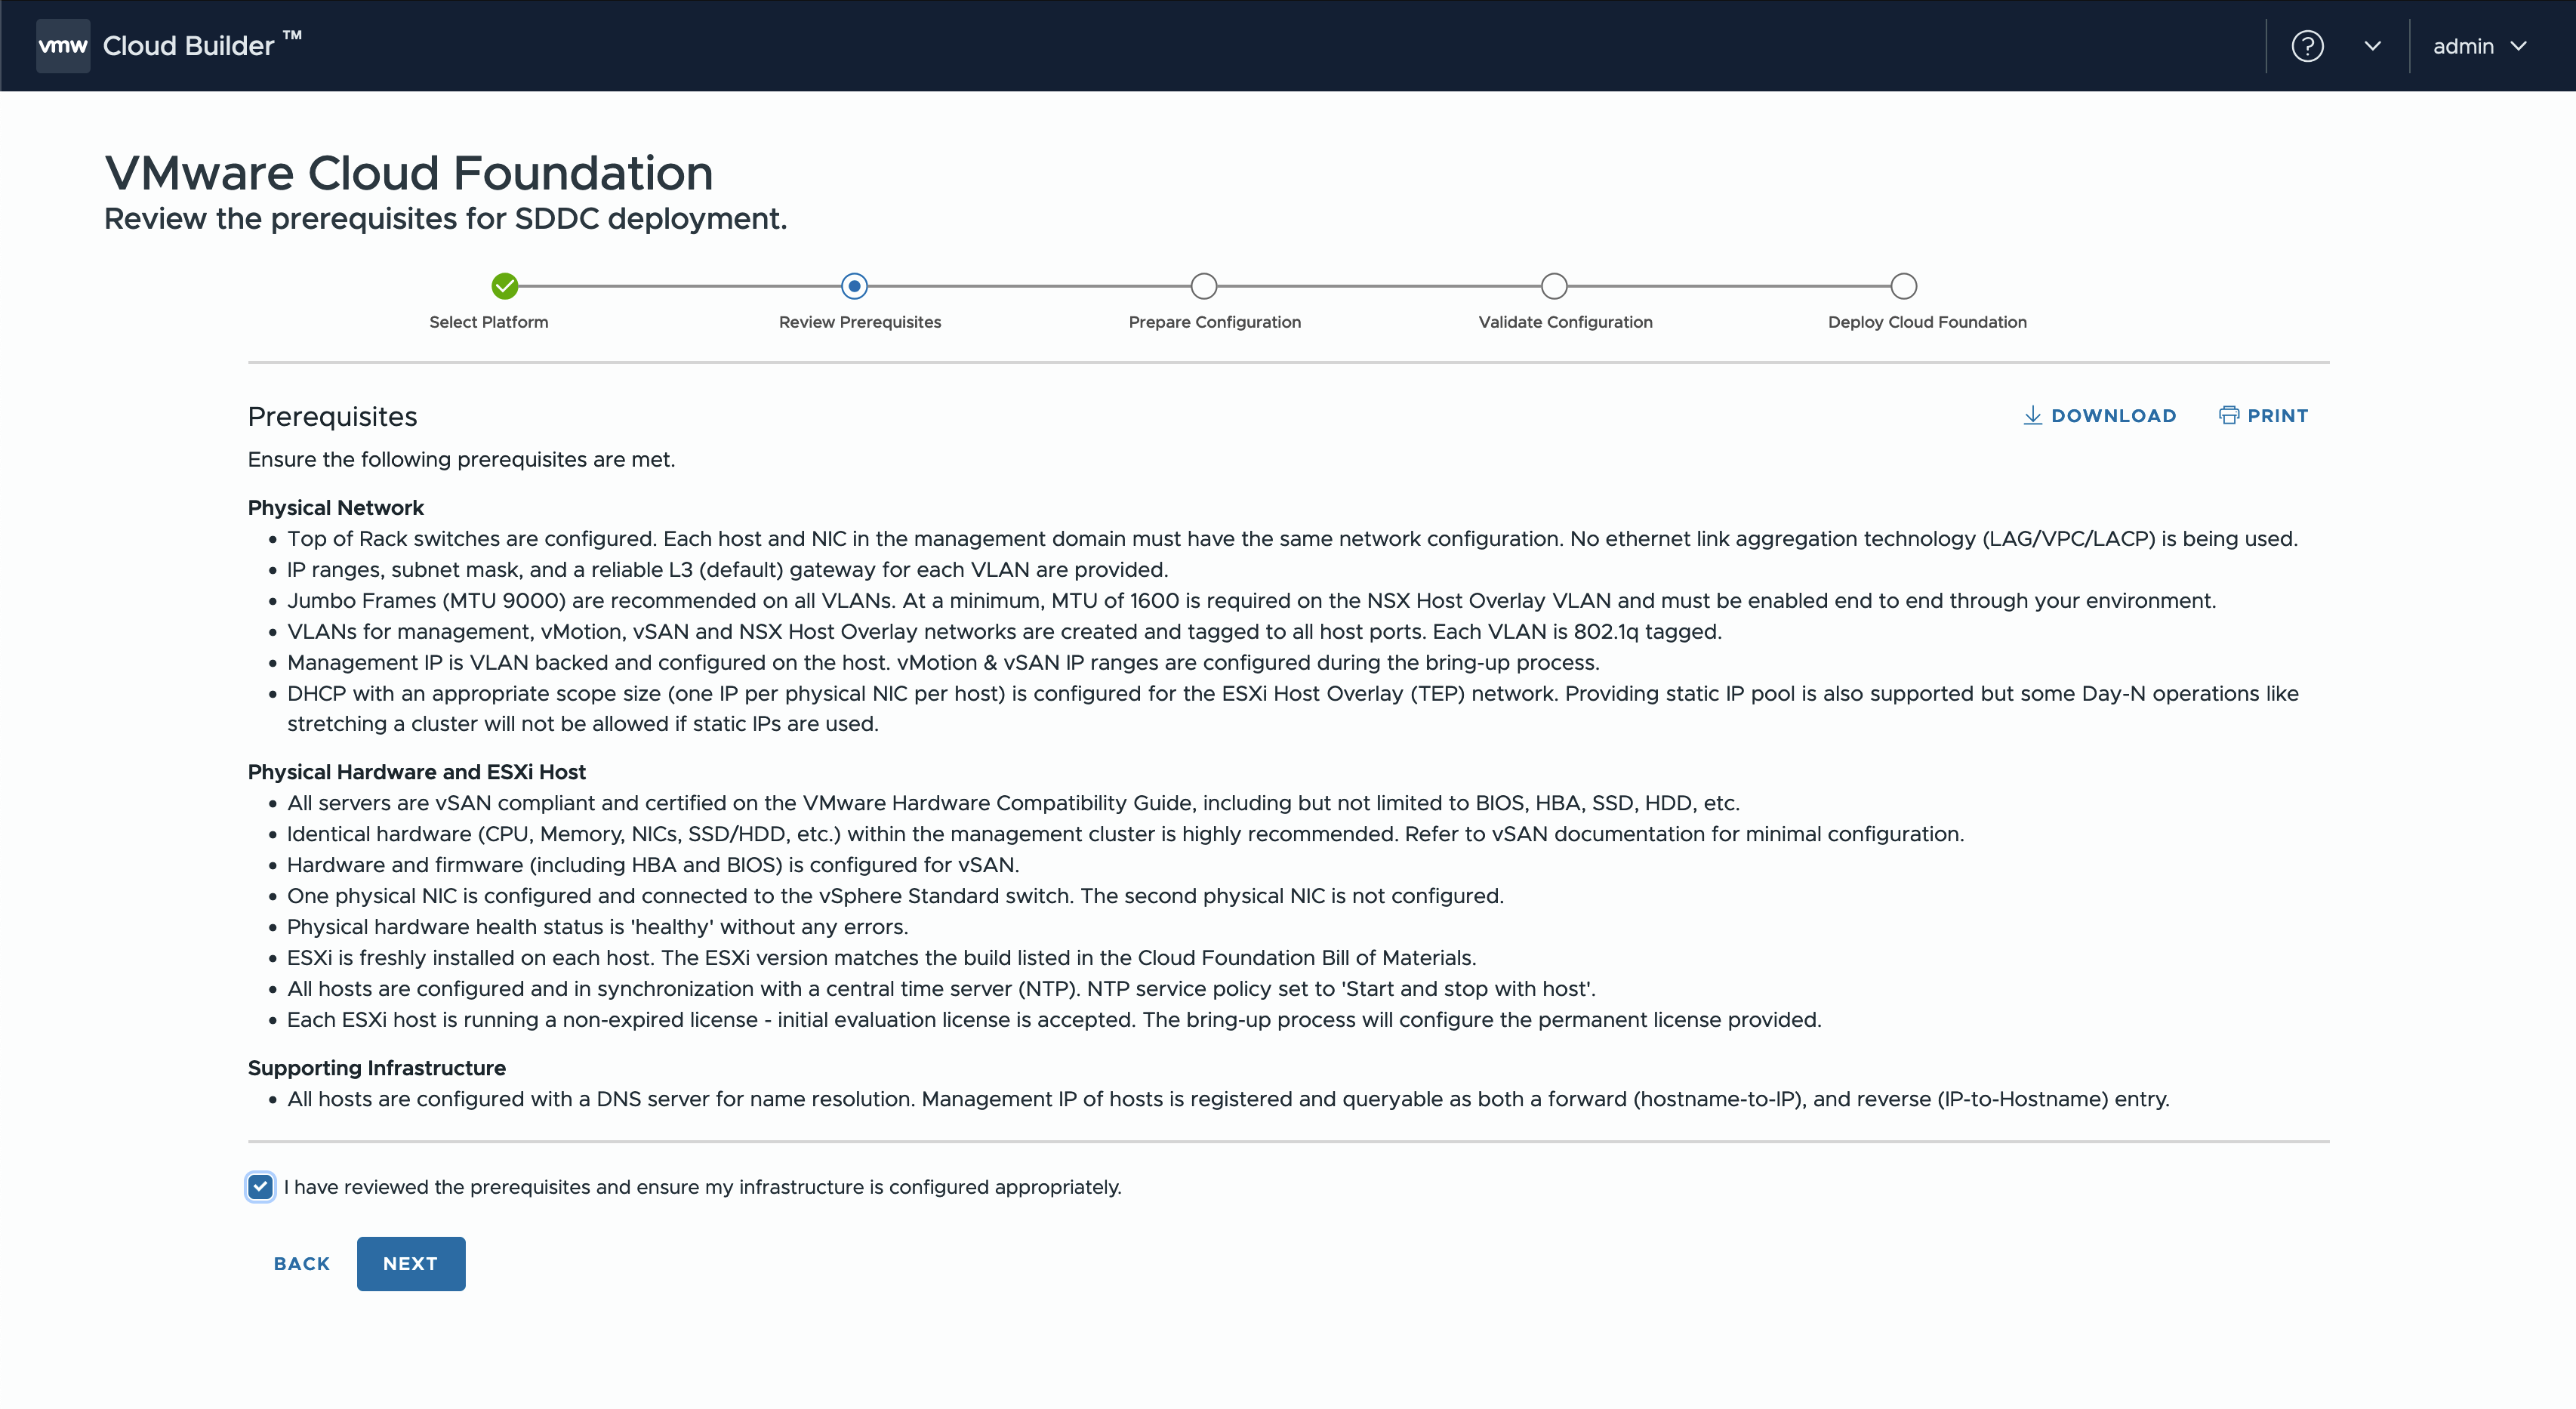 vmw Cloud Builder ™
admin
VMware Cloud Foundation
Review the prerequisites for SDDC deployment.
Select Platform
Review Prerequisites
Prepare Configuration
Validate Configuration
Deploy Cloud Foundation
Prerequisites
DOWNLOAD
PRINT
Ensure the following prerequisites are met.
Physical Network
• Top of Rack switches are configured. Each host and NIC in the management domain must have the same network configuration. No ethernet link aggregation technology (LAG/VPC/LACP) is being used.
• IP ranges, subnet mask, and a reliable L3 (default) gateway for each VLAN are provided.
• Jumbo Frames (MTU 9000) are recommended on all VLANs. At a minimum, MTU of 1600 is required on the NSX Host Overlay VLAN and must be enabled end to end through your environment.
• VLANs for management, vMotion, vSAN and NSX Host Overlay networks are created and tagged to all host ports. Each VLAN is 802.1q tagged.
• Management IP is VLAN backed and configured on the host. vMotion & vSAN IP ranges are configured during the bring-up process.
• DHCP with an appropriate scope size (one IP per physical NIC per host) is configured for the ESXi Host Overlay (TEP) network. Providing static IP pool is also supported but some Day-N operations like
stretching a cluster will not be allowed if static IPs are used.
Physical Hardware and ESXi Host
• All servers are vSAN compliant and certified on the VMware Hardware Compatibility Guide, including but not limited to BIOS, HBA, SSD, HDD, etc.
• Identical hardware (CPU, Memory, NICs, SSD/HDD, etc.) within the management cluster is highly recommended. Refer to vSAN documentation for minimal configuration.
• Hardware and firmware (including HBA and BIOS) is configured for vSAN.
• One physical NIC is configured and connected to the vSphere Standard switch. The second physical NIC is not configured.
• Physical hardware health status is 'healthy' without any errors.
• ESXi is freshly installed on each host. The ESXi version matches the build listed in the Cloud Foundation Bill of Materials.
• All hosts are configured and in synchronization with a central time server (NTP). NTP service policy set to 'Start and stop with host'.
• Each ESXi host is running a non-expired license - initial evaluation license is accepted. The bring-up process will configure the permanent license provided.
Supporting Infrastructure
• All hosts are configured with a DNS server for name resolution. Management IP of hosts is registered and queryable as both a forward (hostname-to-IP), and reverse (IP-to-Hostname) entry.
I have reviewed the prerequisites and ensure my infrastructure is configured appropriately.
BACK
NEXT